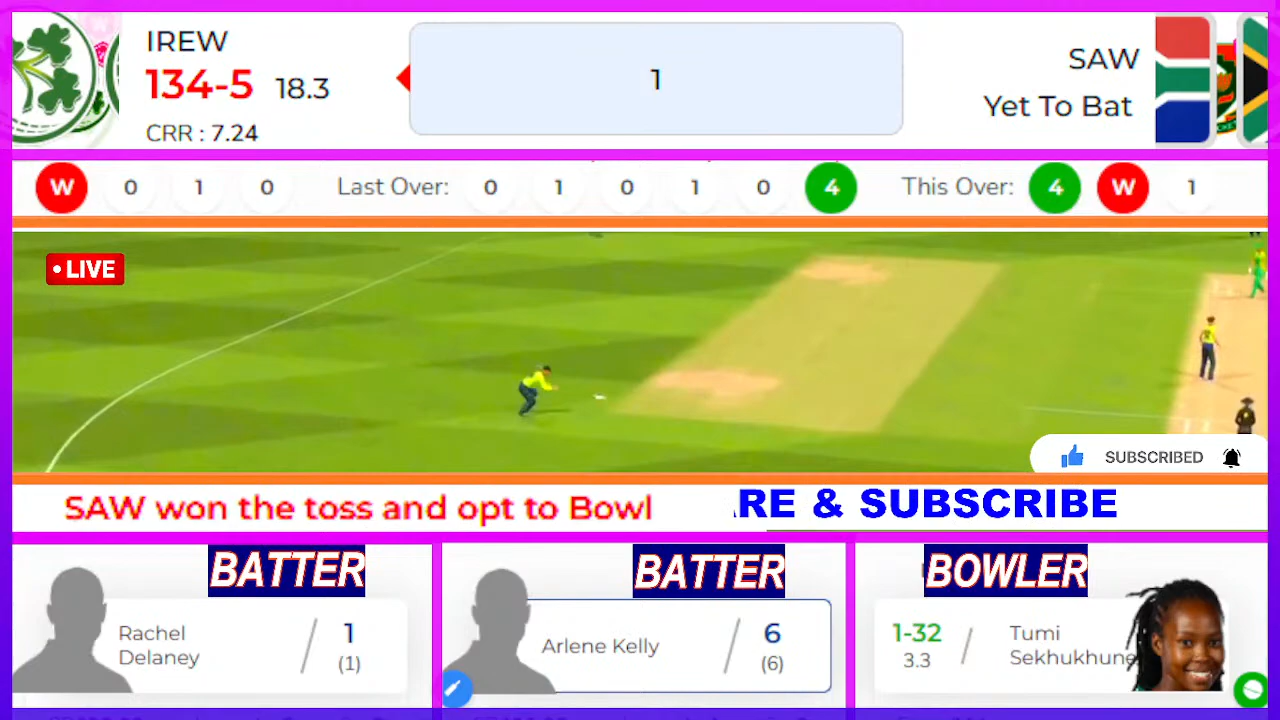 IREW
134-5 18.3
CRR : 7.24
1
SAW
Yet To Bat
W 0 1 0 Last Over: 0 1 0 1 0 4 This Over: 4 W 1
• LIVE
SUBSCRIBED
SAW won the toss and opt to Bowl
RE & SUBSCRIBE
BATTER
Rachel
Delaney
1
(1)
BATTER
Arlene Kelly
6
(6)
BOWLER
1-32
3.3
Tumi
Sekhukhune